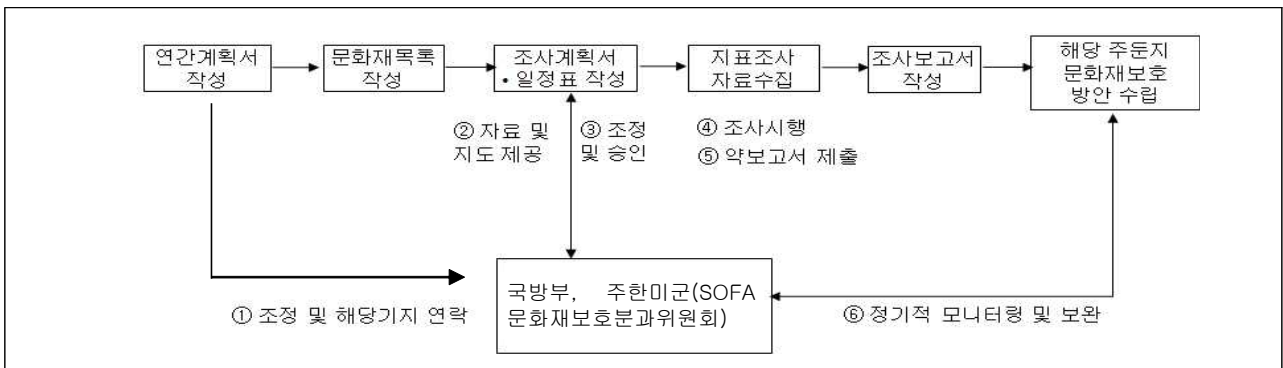 연간계획서
작성
문화재목록
작성
조사계획서
• 일정표 작성
지표조사
자료수집
조사보고서
작성
해당 주둔지
문화재보호
방안 수립
② 자료 및
지도 제공
③ 조정
및 승인
④ 조사시행
⑤ 약보고서 제출
국방부, 주한미군(SOFA
문화재보호분과위원회)
① 조정 및 해당기지 연락
⑥ 정기적 모니터링 및 보완